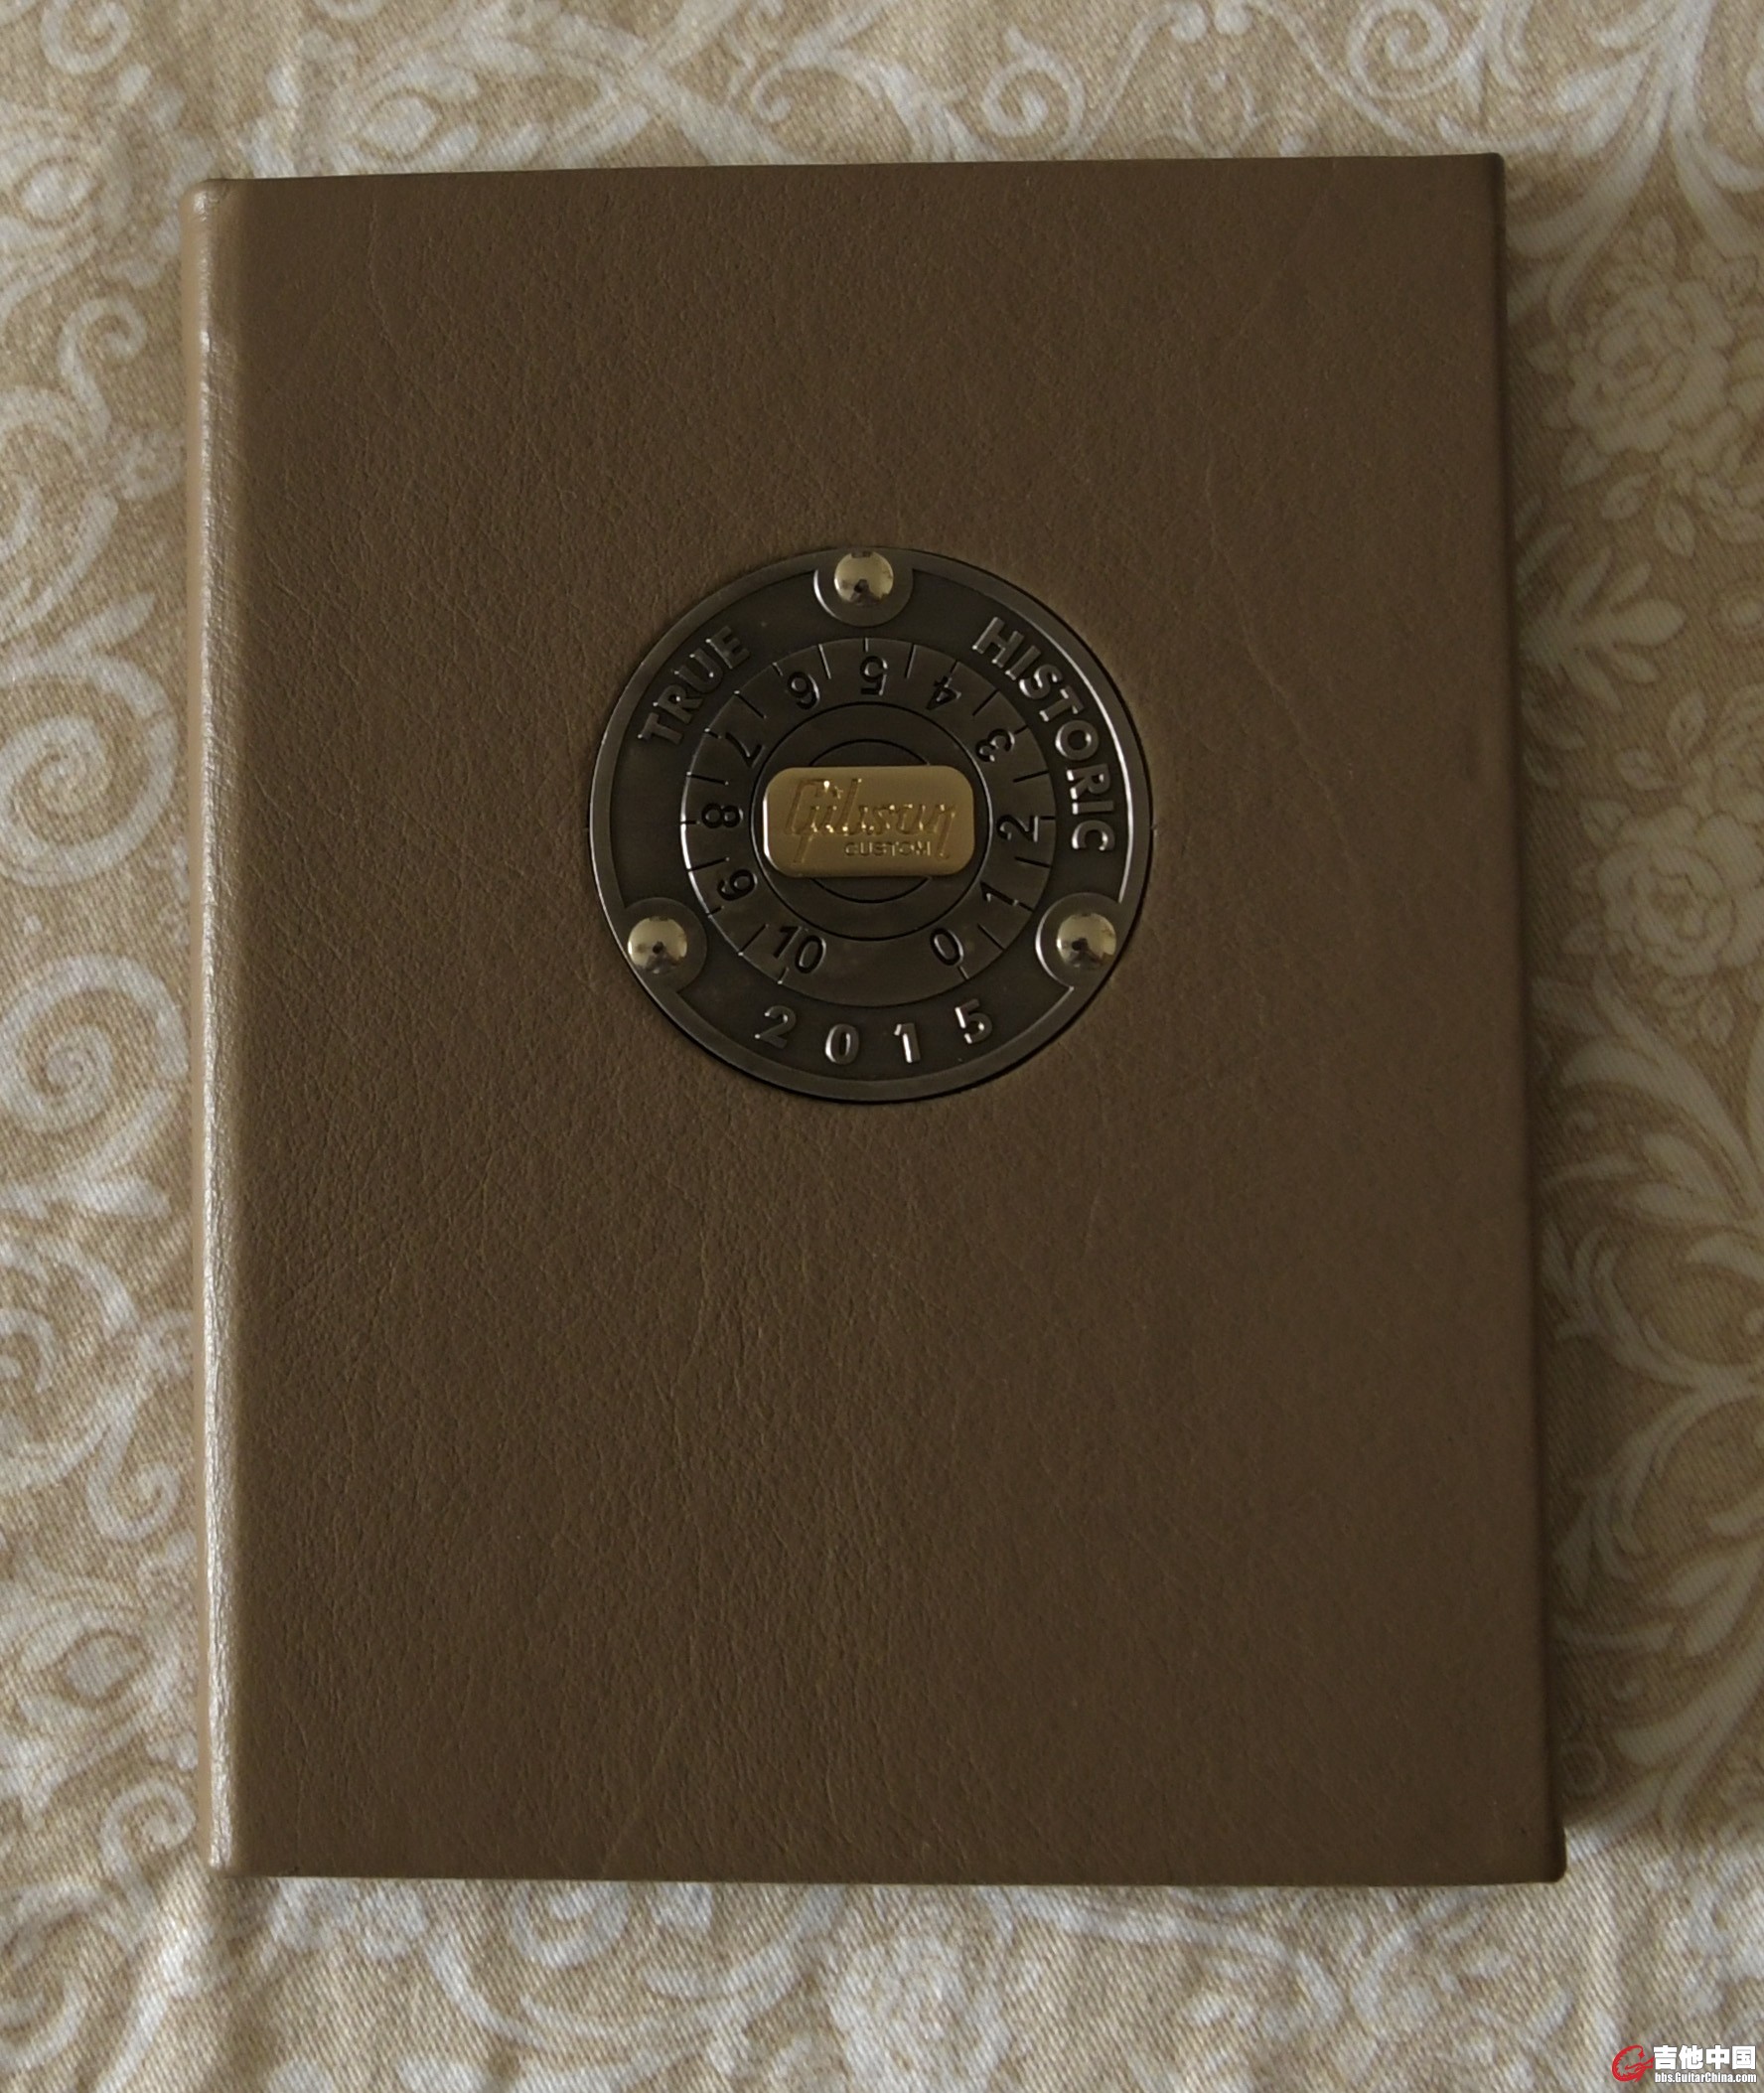 TRUE HISTORIC
6 5 4
7 3
8 2
9 1
10 0
Gibson
CUSTOM
2015
吉他中国
bbs.GuitarChina.com